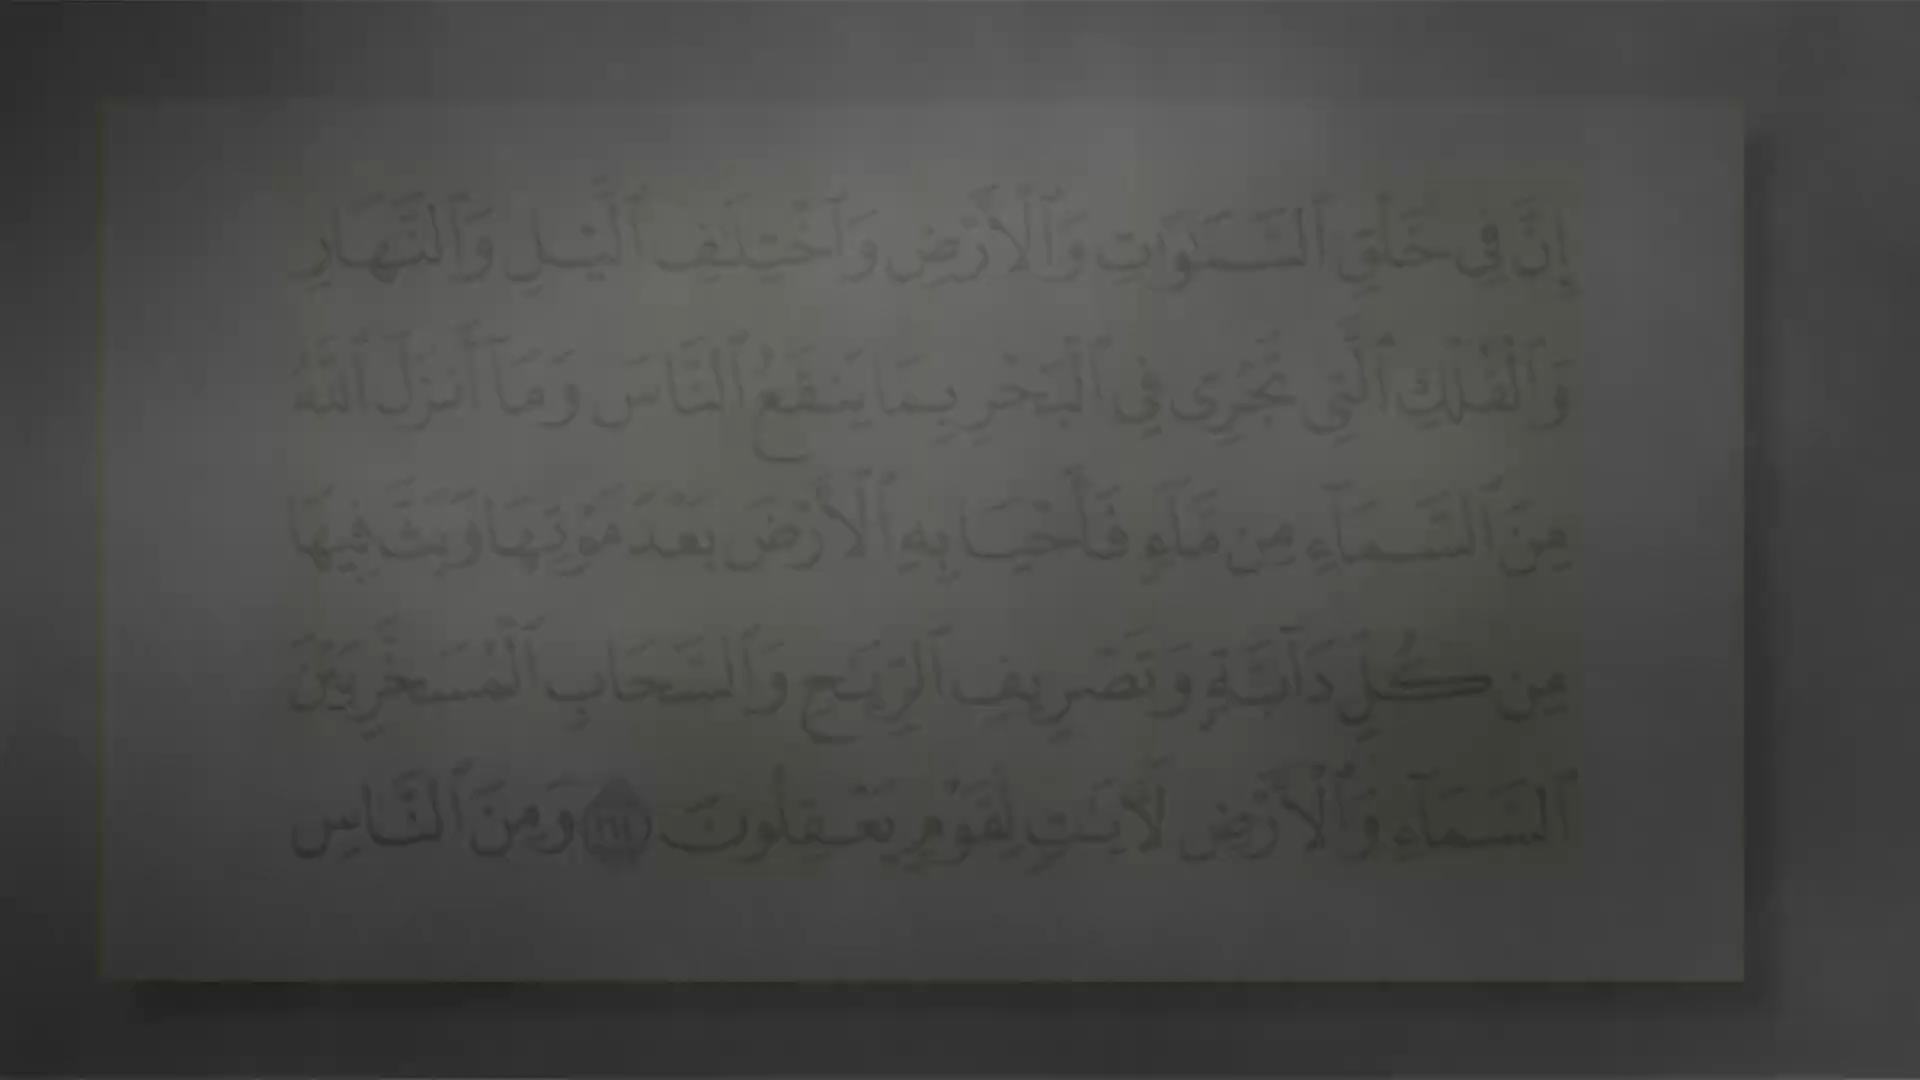 إِنَّ فِي خَلْقِ ٱلسَّمَٰوَٰتِ وَٱلْأَرْضِ وَٱخْتِلَٰفِ ٱلَّيْلِ وَٱلنَّهَارِ
وَٱلْفُلْكِ ٱلَّتِي تَجْرِي فِي ٱلْبَحْرِ بِمَا يَنفَعُ ٱلنَّاسَ وَمَآ أَنزَلَ ٱللَّهُ
مِنَ ٱلسَّمَآءِ مِن مَّآءٍ فَأَحْيَا بِهِ ٱلْأَرْضَ بَعْدَ مَوْتِهَا وَبَثَّ فِيهَا
مِن كُلِّ دَآبَّةٍ وَتَصْرِيفِ ٱلرِّيَٰحِ وَٱلسَّحَابِ ٱلْمُسَخَّرِ بَيْنَ
ٱلسَّمَآءِ وَٱلْأَرْضِ لَءَايَٰتٍ لِّقَوْمٍ يَعْقِلُونَ ١٦٤ وَمِنَ ٱلنَّاسِ